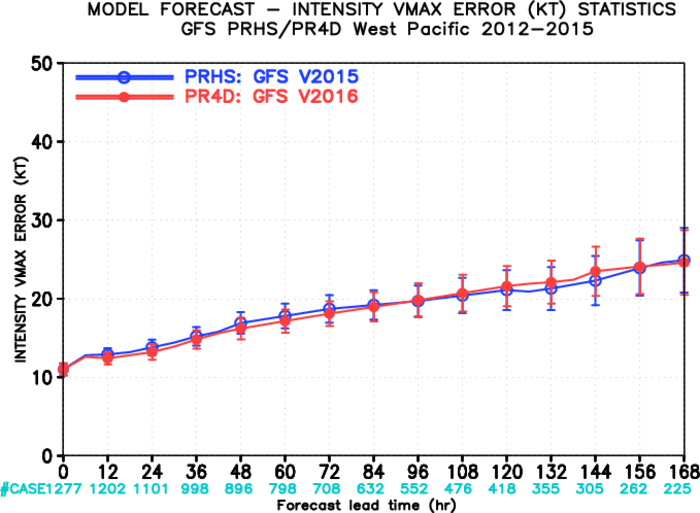 MODEL FORECAST − INTENSITY VMAX ERROR (KT) STATISTICS
GFS PRHS/PR4D West Pacific 2012−2015
PRHS: GFS V2015
PR4D: GFS V2016
INTENSITY VMAX ERROR (KT)
50
40
30
20
10
0
0 12 24 36 48 60 72 84 96 108 120 132 144 156 168
#CASE1277 1202 1101 998 896 798 708 632 552 476 418 355 305 262 225
Forecast lead time (hr)